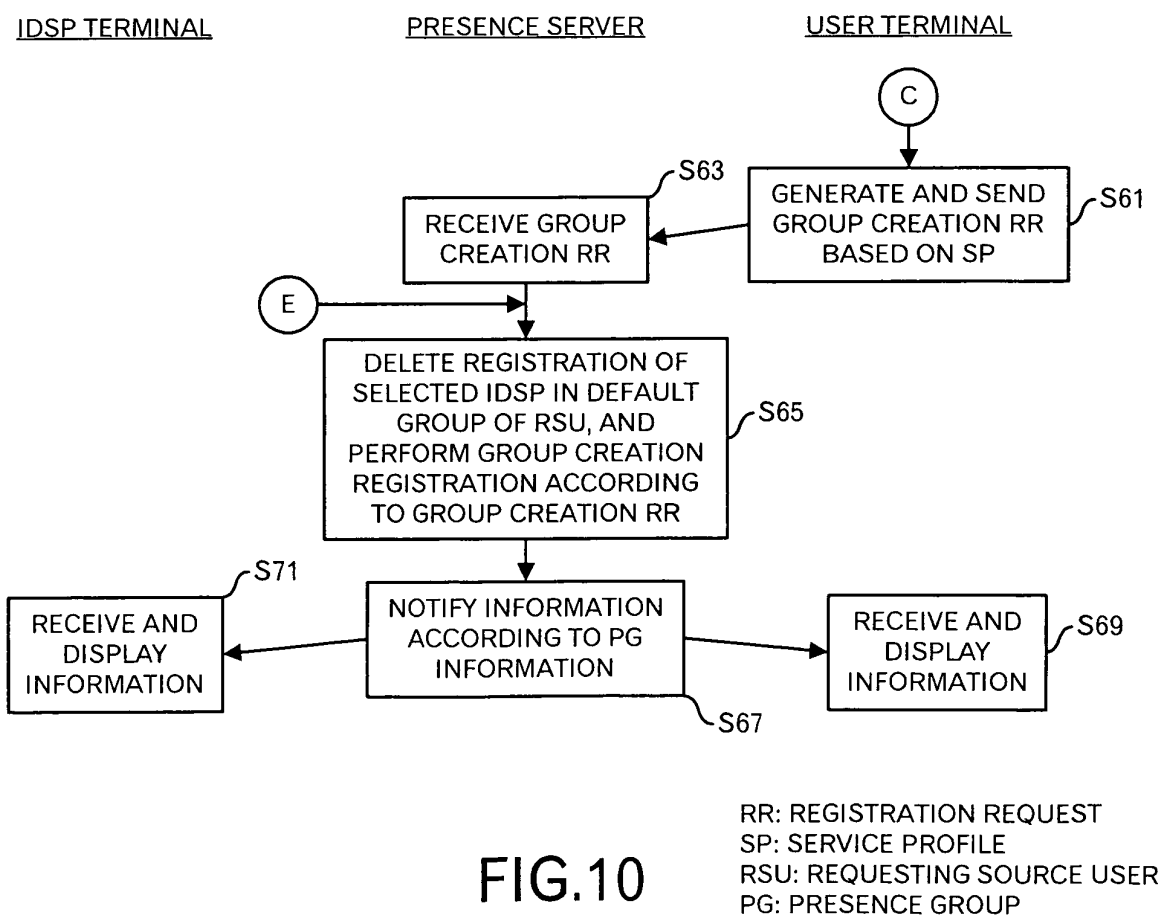 IDSP TERMINAL
PRESENCE SERVER
USER TERMINAL
C
S61
GENERATE AND SEND
GROUP CREATION RR
BASED ON SP
S63
RECEIVE GROUP
CREATION RR
E
DELETE REGISTRATION OF
SELECTED IDSP IN DEFAULT
GROUP OF RSU, AND
PERFORM GROUP CREATION
REGISTRATION ACCORDING
TO GROUP CREATION RR
S65
S71
RECEIVE AND
DISPLAY
INFORMATION
NOTIFY INFORMATION
ACCORDING TO PG
INFORMATION
S67
RECEIVE AND
DISPLAY
INFORMATION
S69
FIG.10
RR: REGISTRATION REQUEST
SP: SERVICE PROFILE
RSU: REQUESTING SOURCE USER
PG: PRESENCE GROUP